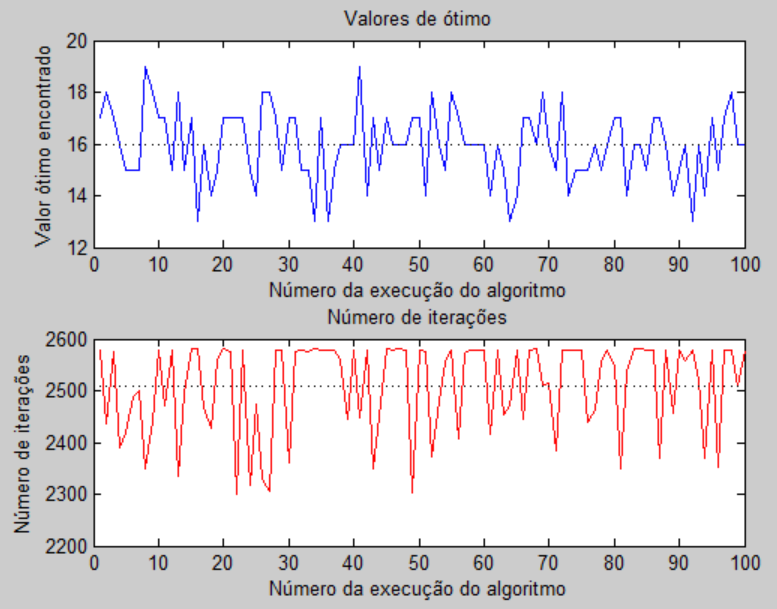 Valores de ótimo
20
18
16
14
12
Valor ótimo encontrado
0 10 20 30 40 50 60 70 80 90 100
Número da execução do algoritmo
Número de iterações
2600
2500
2400
2300
2200
Número de iterações
0 10 20 30 40 50 60 70 80 90 100
Número da execução do algoritmo